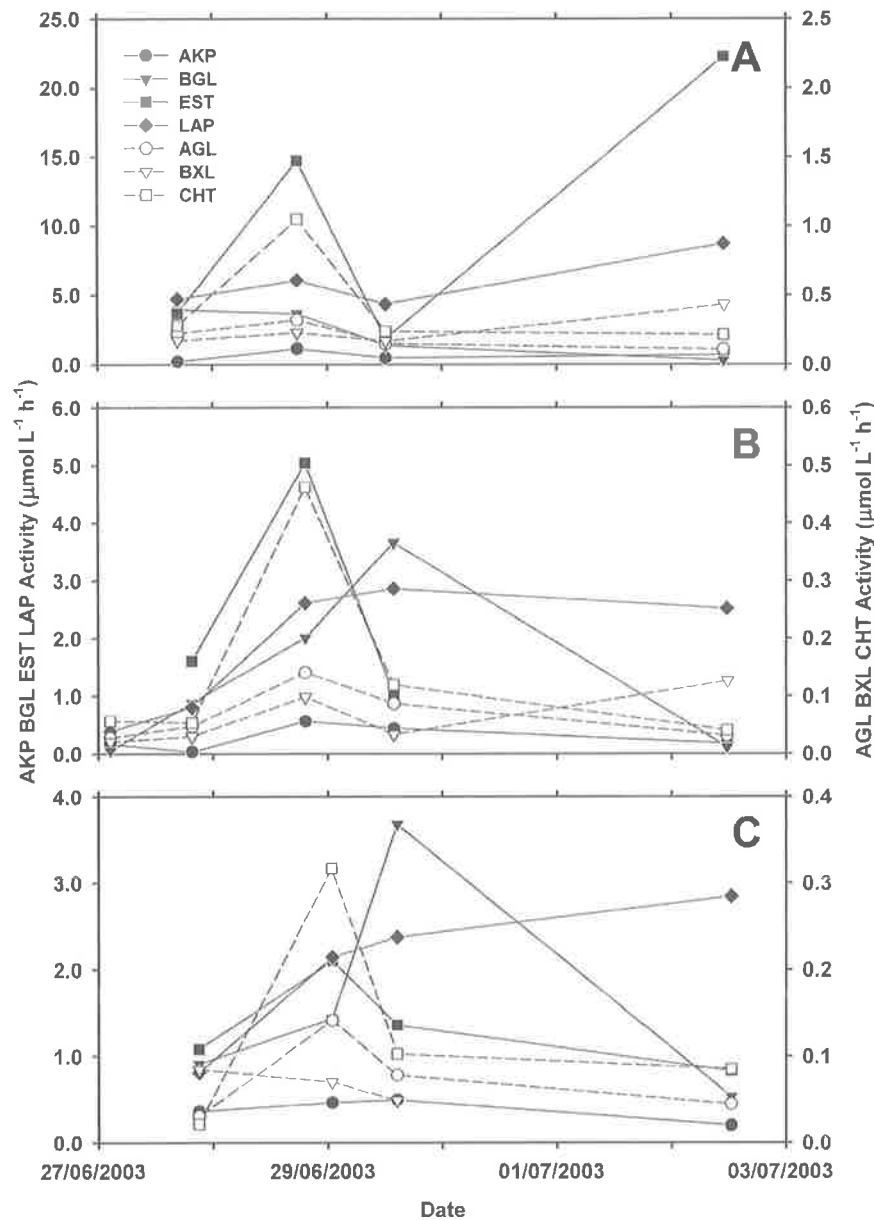 25.0
20.0
15.0
10.0
5.0
0.0
AKP
BGL
EST
LAP
AGL
BXL
CHT
A
2.5
2.0
1.5
1.0
0.5
0.0
6.0
5.0
4.0
3.0
2.0
1.0
0.0
B
0.6
0.5
0.4
0.3
0.2
0.1
0.0
AKP BGL EST LAP Activity (μmol L⁻¹ h⁻¹)
AGL BXL CHT Activity (μmol L⁻¹ h⁻¹)
4.0
3.0
2.0
1.0
0.0
C
0.4
0.3
0.2
0.1
0.0
27/06/2003 29/06/2003 01/07/2003 03/07/2003
Date